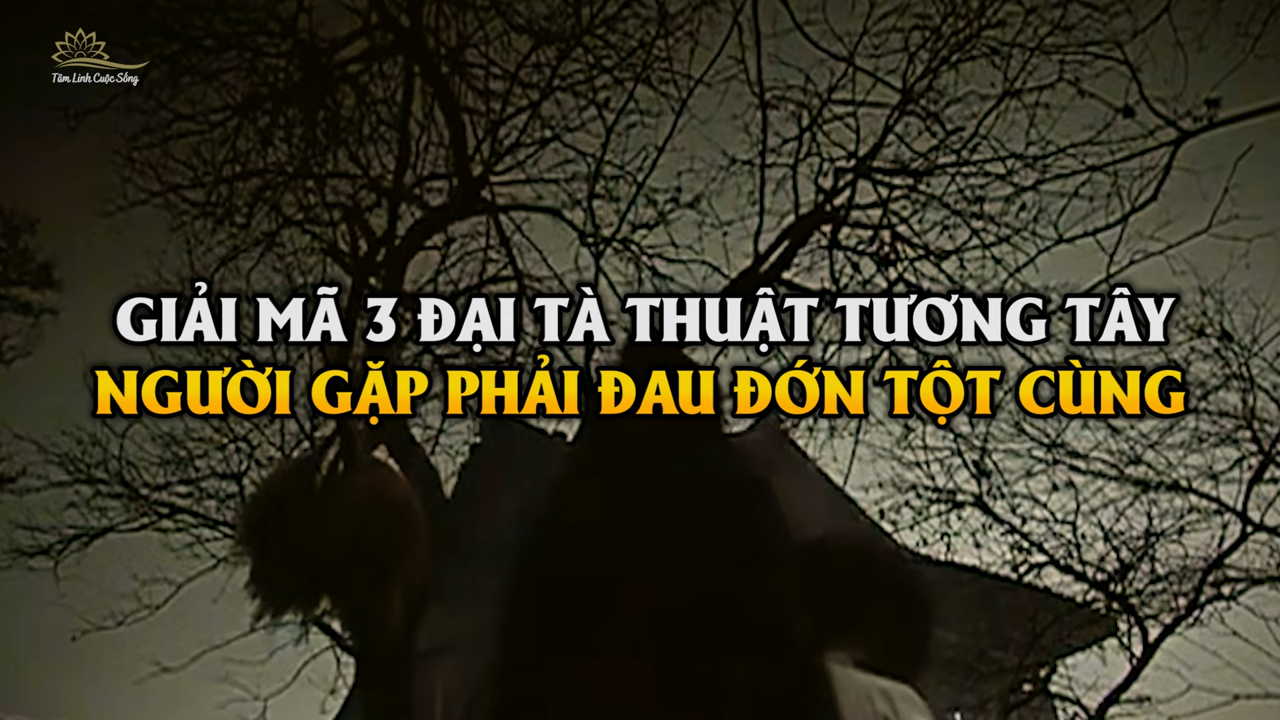 Tâm Linh Cuộc Sống
GIẢI MÃ 3 ĐẠI TÀ THUẬT TƯƠNG TÂY
NGƯỜI GẶP PHẢI ĐAU ĐỚN TỘT CÙNG